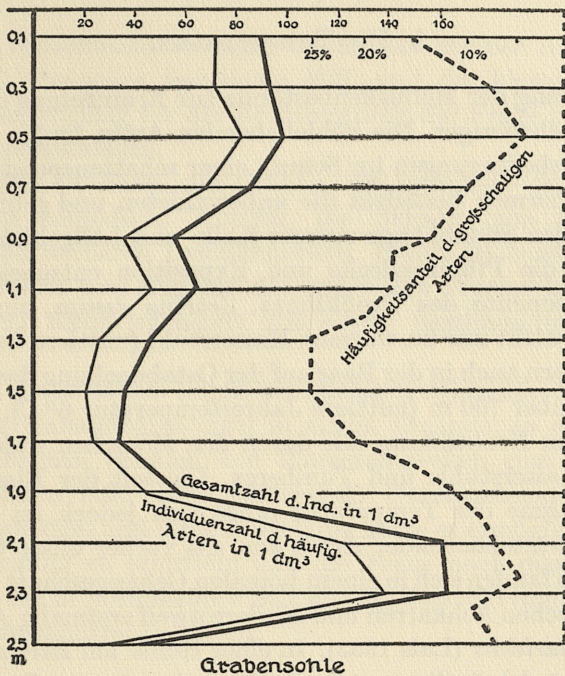 20 40 60 80 100 120 140 160
0,1
25% 20% 10%
0,3
0,5
0,7
0,9
1,1
1,3
1,5
1,7
1,9
2,1
2,3
2,5
m
Häufigkeitsanteil d. großschaligen
Arten
Gesamtzahl d. Ind. in 1 dm³
Individuenzahl d. häufig.
Arten in 1 dm³
Grabensohle